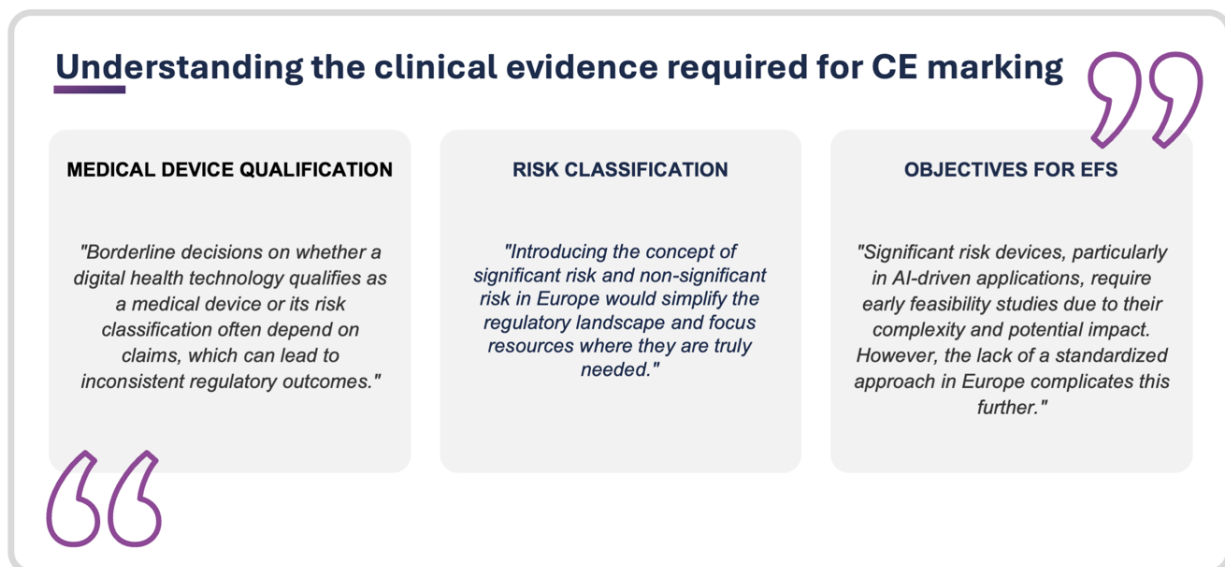 Understanding the clinical evidence required for CE marking
MEDICAL DEVICE QUALIFICATION
"Borderline decisions on whether a
digital health technology qualifies as
a medical device or its risk
classification often depend on
claims, which can lead to
inconsistent regulatory outcomes."
RISK CLASSIFICATION
"Introducing the concept of
significant risk and non-significant
risk in Europe would simplify the
regulatory landscape and focus
resources where they are truly
needed."
OBJECTIVES FOR EFS
"Significant risk devices, particularly
in AI-driven applications, require
early feasibility studies due to their
complexity and potential impact.
However, the lack of a standardized
approach in Europe complicates this
further."